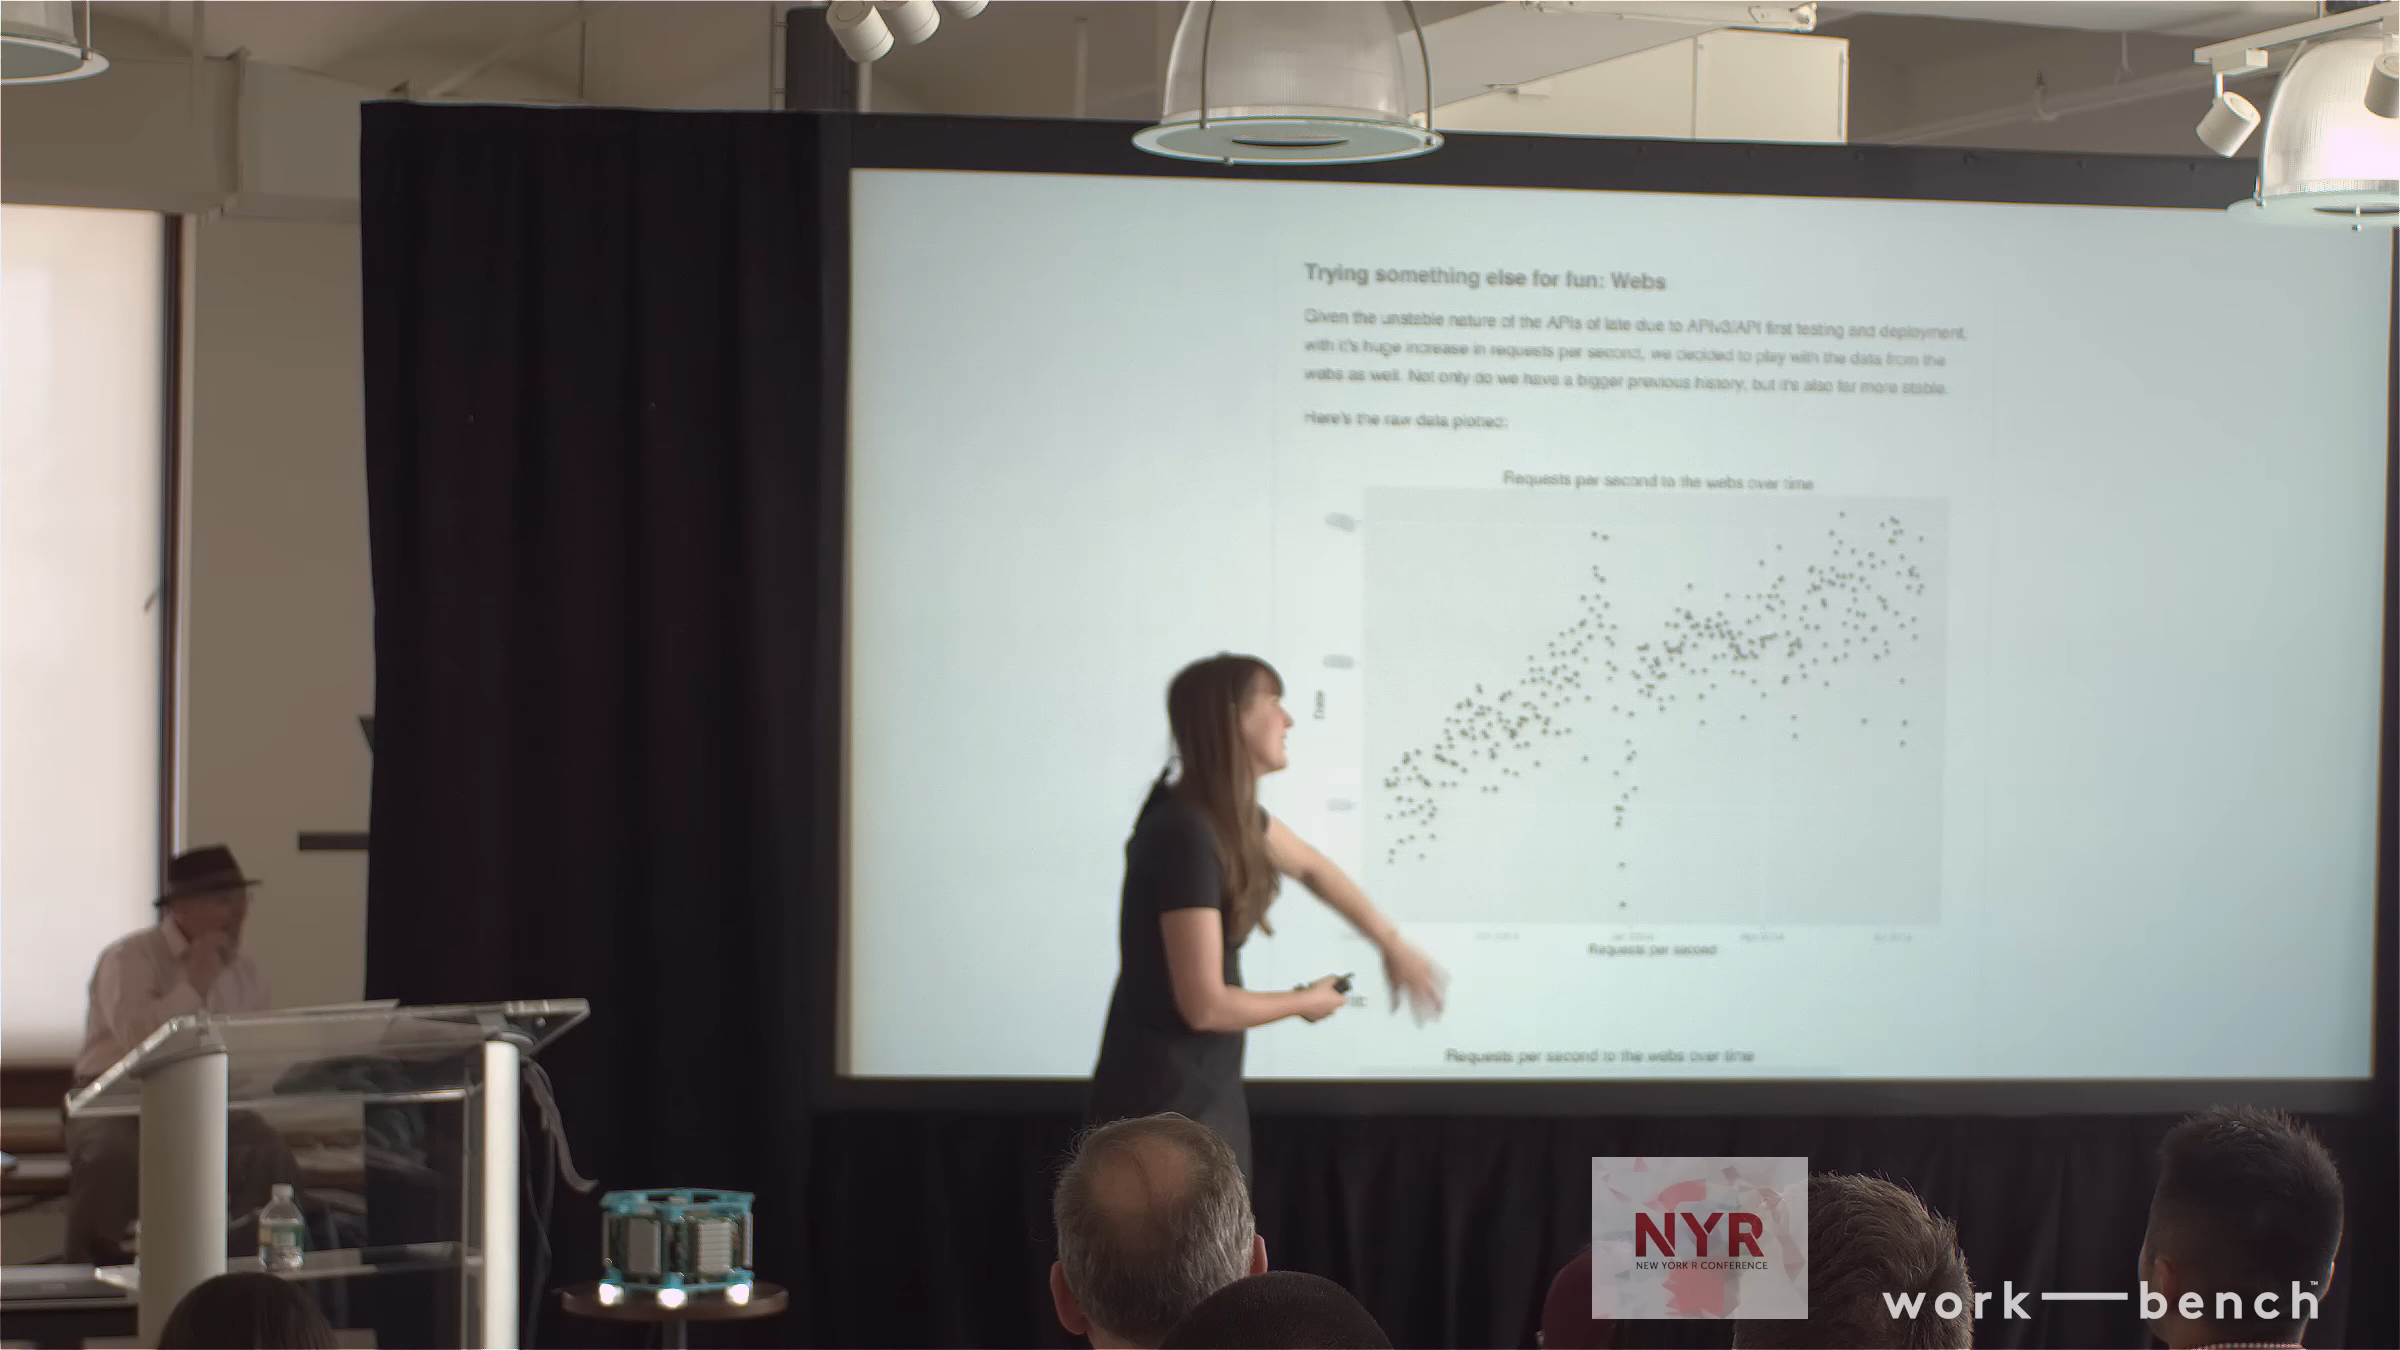 Trying something else for fun: Webs
Given the unstable nature of the APIs of late due to APIv3/API first testing and deployment,
with it's huge increase in requests per second, we decided to play with the data from the
webs as well. Not only do we have a bigger previous history, but it's also far more stable.
Here's the raw data plotted:
Requests per second to the webs over time
Date
Requests per second
Requests per second to the webs over time
NYR
NEW YORK R CONFERENCE
work—bench™